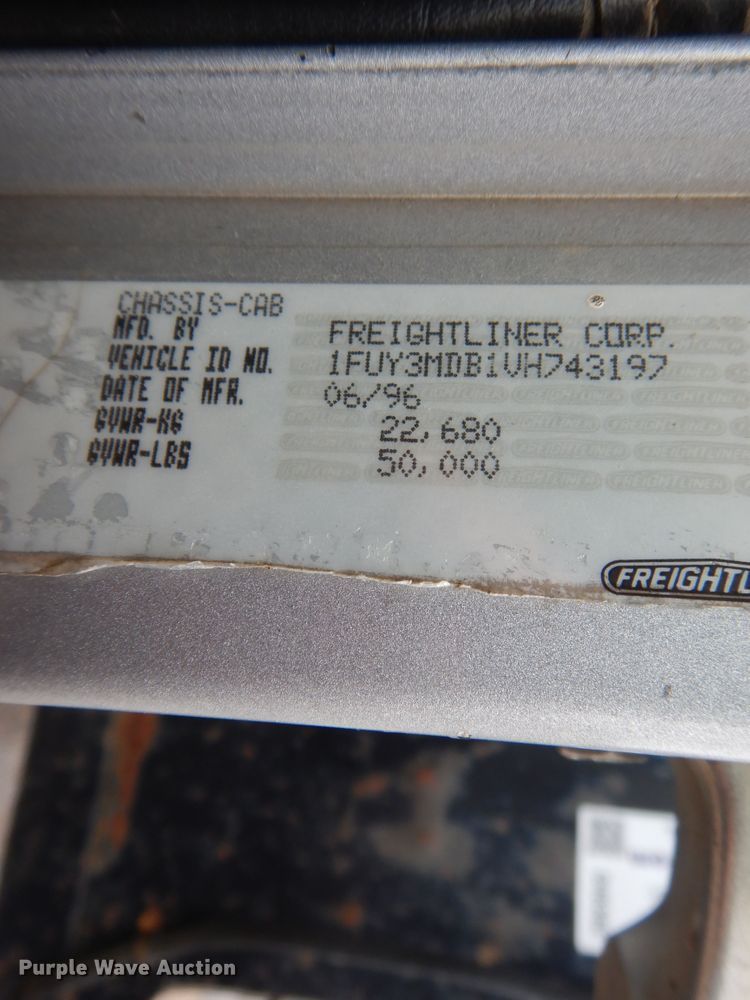 CHASSIS-CAB
MFD. BY FREIGHTLINER CORP.
VEHICLE ID NO. 1FUY3MDB1VH743197
DATE OF MFR. 06/96
GVWR-KG 22,680
GVWR-LBS 50,000
FREIGHTL
Purple Wave Auction